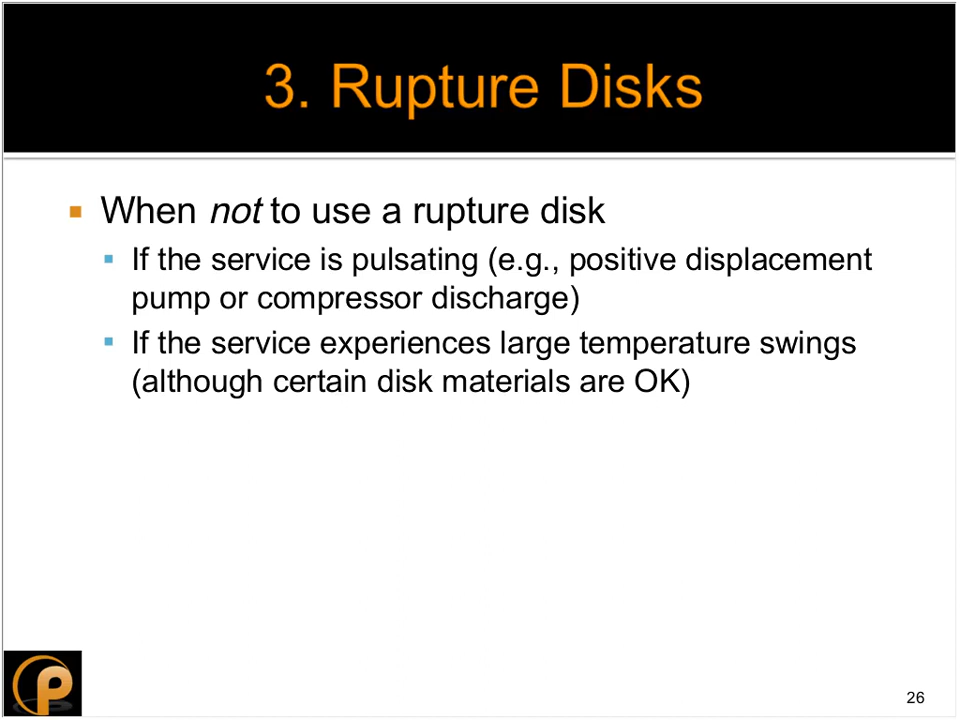 3. Rupture Disks
When not to use a rupture disk
If the service is pulsating (e.g., positive displacement
pump or compressor discharge)
If the service experiences large temperature swings
(although certain disk materials are OK)
p
26